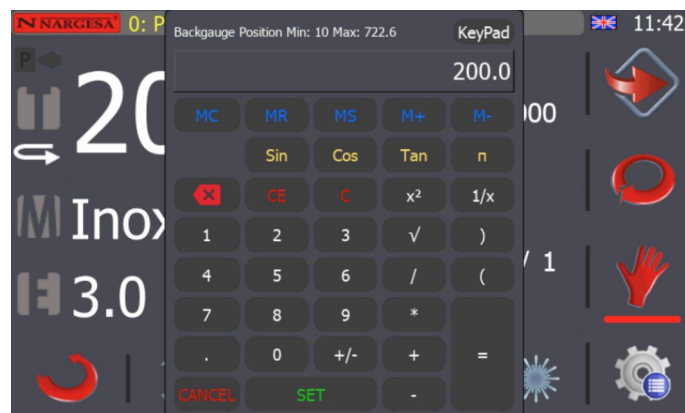 NARGESA 0: P
11:42
Backgauge Position Min: 10 Max: 722.6 KeyPad
200.0
P
20
000
MC MR MS M+ M-
Sin Cos Tan π
CE C x² 1/x
Inox
1 2 3 √ )
/ 1
4 5 6 / (
3.0
7 8 9 *
. 0 +/- + =
CANCEL SET -